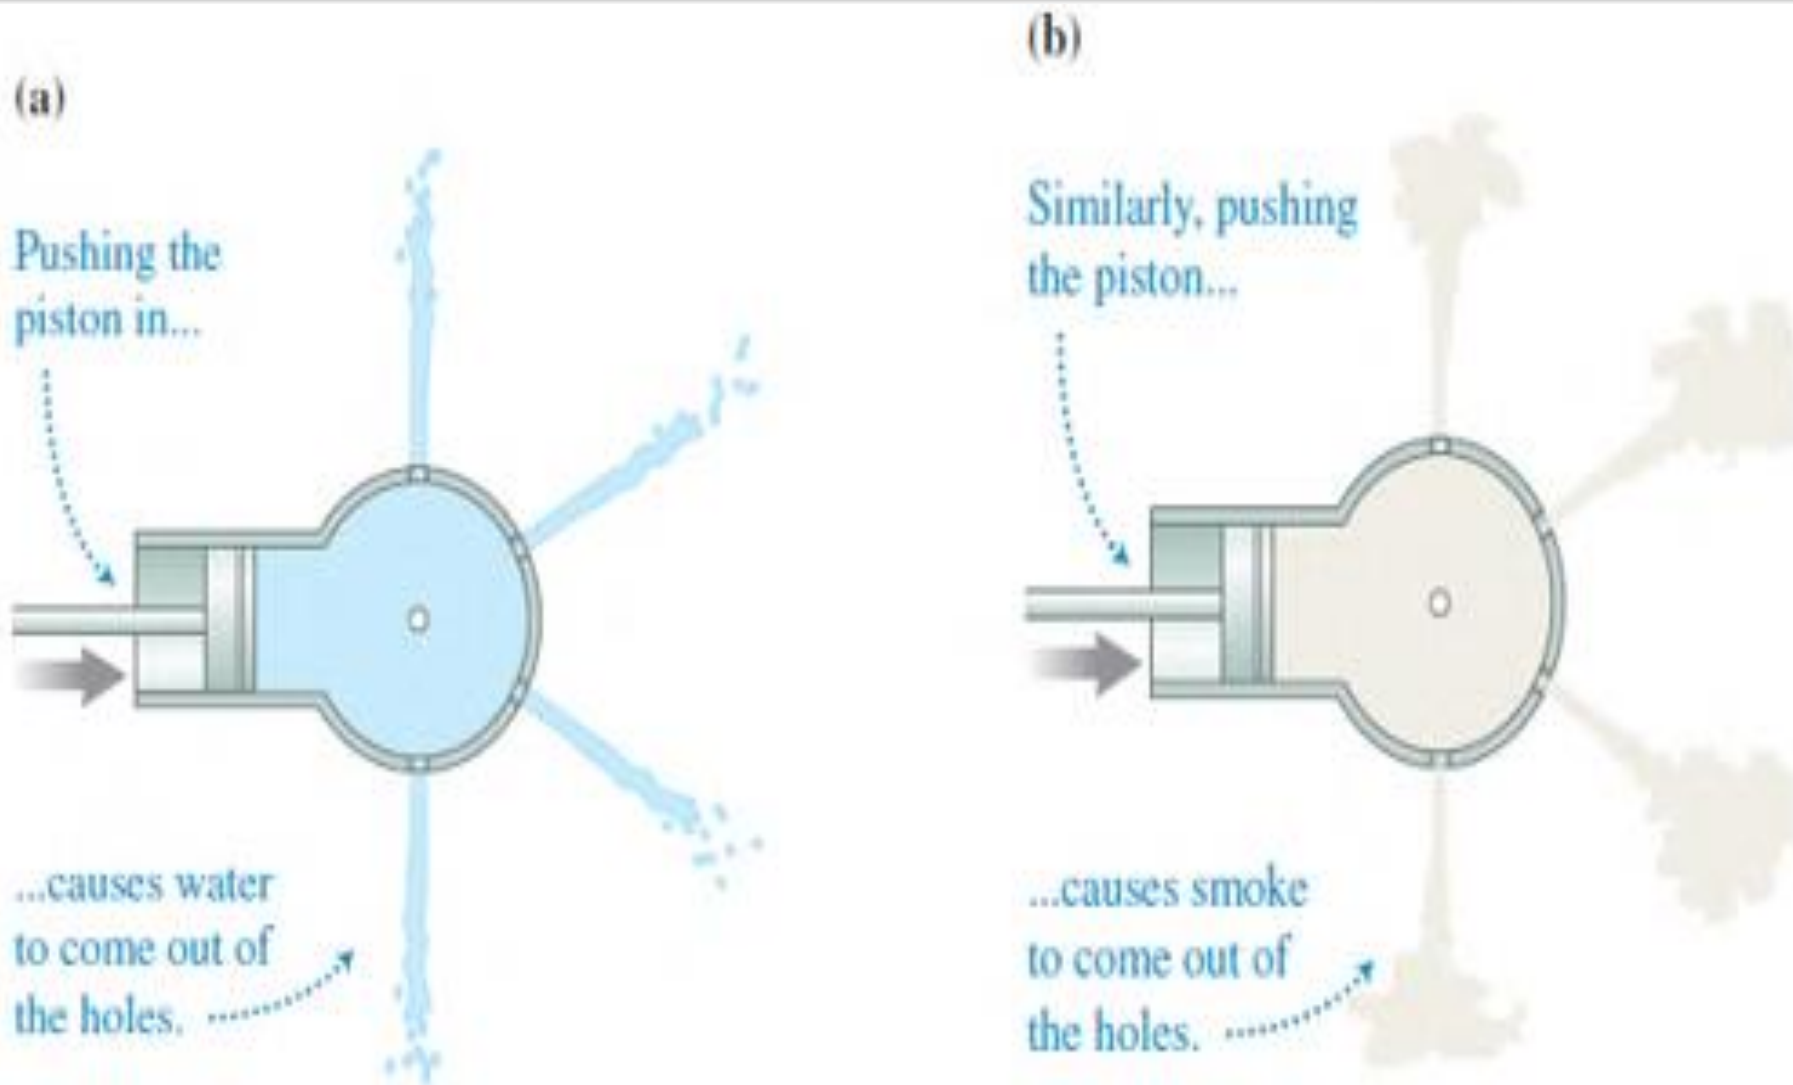 (a)
Pushing the
piston in...
...causes water
to come out of
the holes.
(b)
Similarly, pushing
the piston...
...causes smoke
to come out of
the holes.